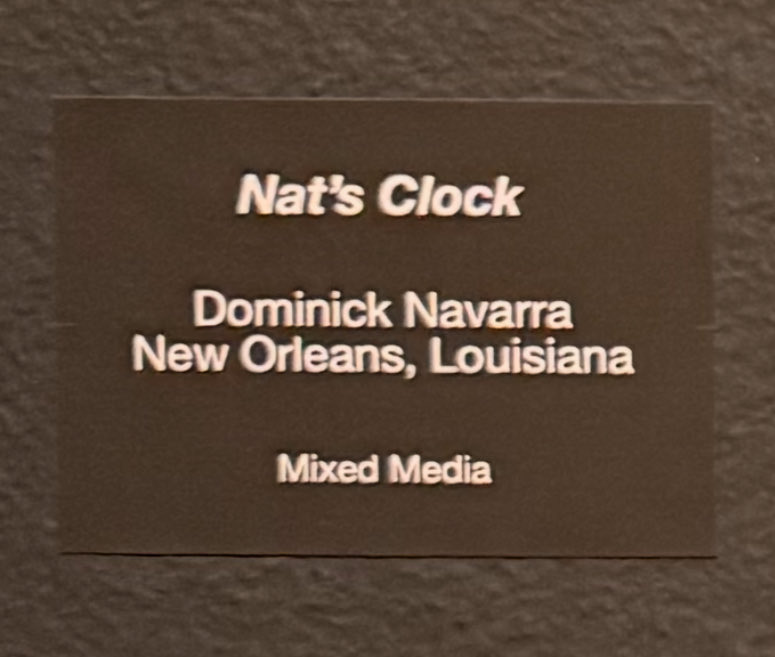 Nat's Clock
Dominick Navarra
New Orleans, Louisiana
Mixed Media